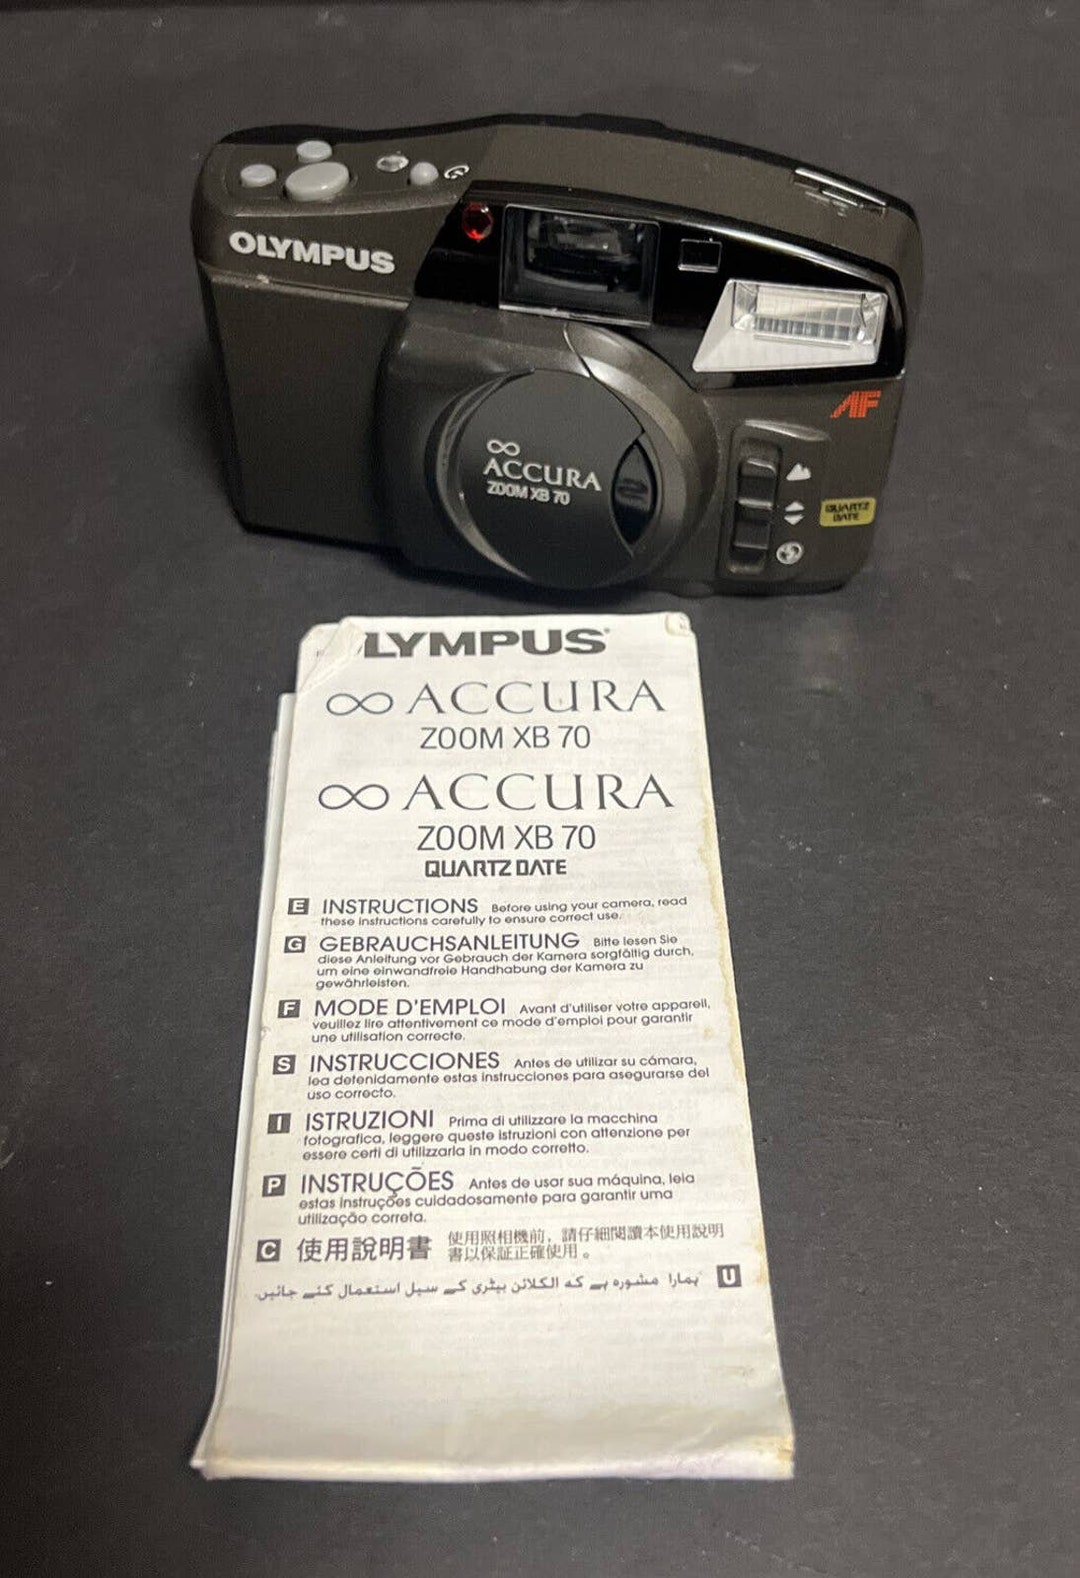 OLYMPUS
AF
∞
ACCURA
ZOOM XB 70
QUARTZ
DATE
LYMPUS
∞ ACCURA
ZOOM XB 70
∞ ACCURA
ZOOM XB 70
QUARTZ DATE
E INSTRUCTIONS Before using your camera, read
these instructions carefully to ensure correct use.
G GEBRAUCHSANLEITUNG Bitte lesen Sie
diese Anleitung vor Gebrauch der Kamera sorgfältig durch,
um eine einwandfreie Handhabung der Kamera zu
gewährleisten.
F MODE D'EMPLOI Avant d'utiliser votre appareil,
veuillez lire attentivement ce mode d'emploi pour garantir
une utilisation correcte.
S INSTRUCCIONES Antes de utilizar su cámara,
lea detenidamente estas instrucciones para asegurarse del
uso correcto.
I ISTRUZIONI Prima di utilizzare la macchina
fotografica, leggere queste istruzioni con attenzione per
essere certi di utilizzarla in modo corretto.
P INSTRUÇÕES Antes de usar sua máquina, leia
estas instruções cuidadosamente para garantir uma
utilização correta.
C 使用說明書 使用照相機前，請仔細閱讀本使用說明
書以保証正確使用。
U ہمارا مشورہ ہے کہ الکلائن بیٹری کے سیل استعمال کئے جائیں۔